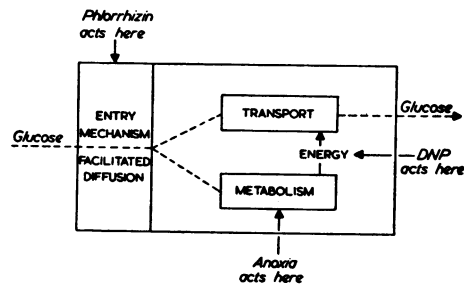 Phlorrhizin
acts here
ENTRY
MECHANISM
FACILITATED
DIFFUSION
Glucose
TRANSPORT
Glucose
ENERGY
DNP
acts here
METABOLISM
Anoxia
acts here